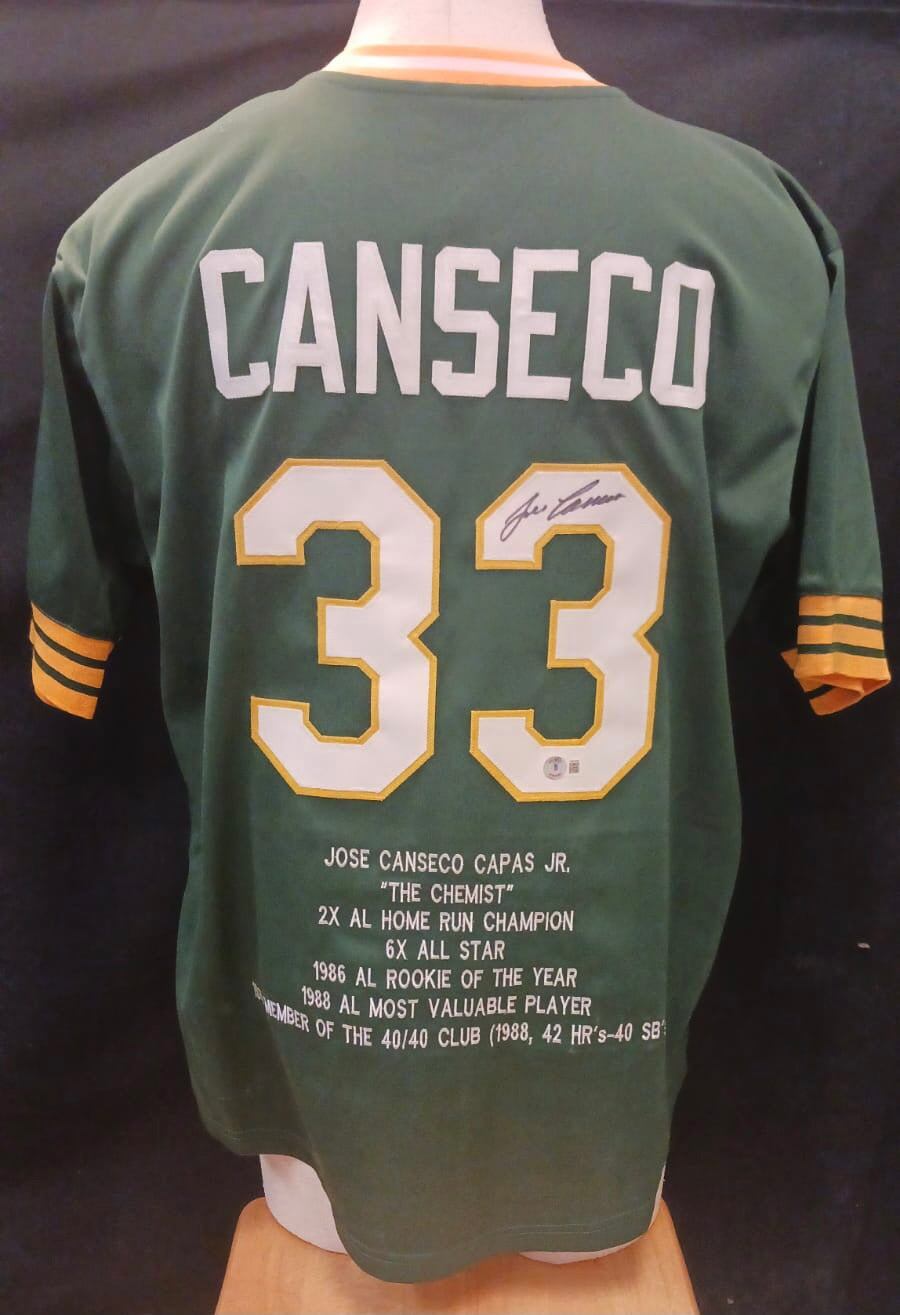 CANSECO
33
Jose Canseco
JOSE CANSECO CAPAS JR.
"THE CHEMIST"
2X AL HOME RUN CHAMPION
6X ALL STAR
1986 AL ROOKIE OF THE YEAR
1988 AL MOST VALUABLE PLAYER
MEMBER OF THE 40/40 CLUB (1988, 42 HR's-40 SB's